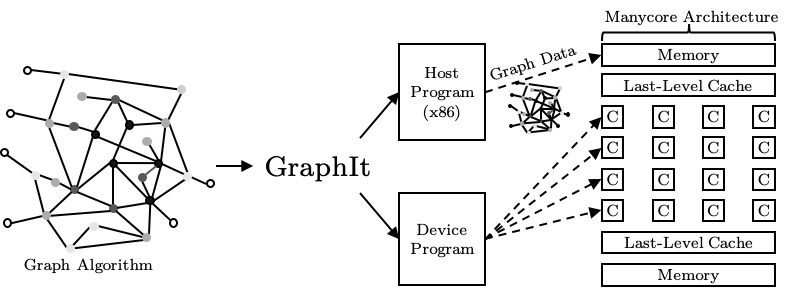 Graph Algorithm
GraphIt
Host
Program
(x86)
Device
Program
Graph Data
Manycore Architecture
Memory
Last-Level Cache
C C C C
C C C C
C C C C
C C C C
Last-Level Cache
Memory